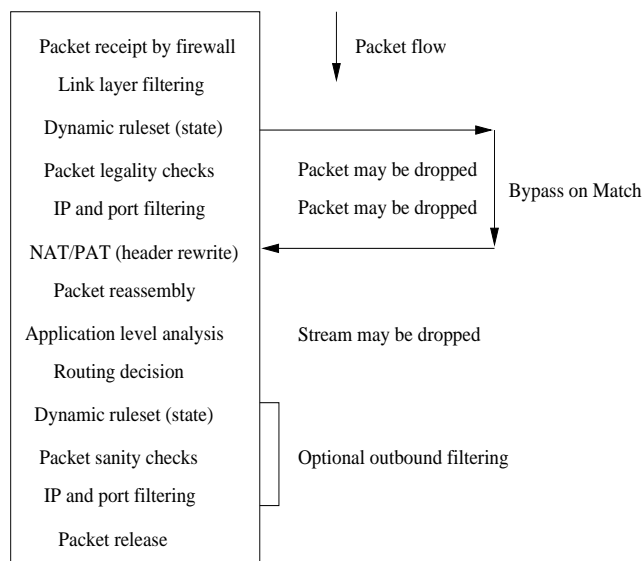 Packet receipt by firewall
Packet flow
Link layer filtering
Dynamic ruleset (state)
Packet legality checks
Packet may be dropped
Bypass on Match
IP and port filtering
Packet may be dropped
NAT/PAT (header rewrite)
Packet reassembly
Application level analysis
Stream may be dropped
Routing decision
Dynamic ruleset (state)
Packet sanity checks
Optional outbound filtering
IP and port filtering
Packet release